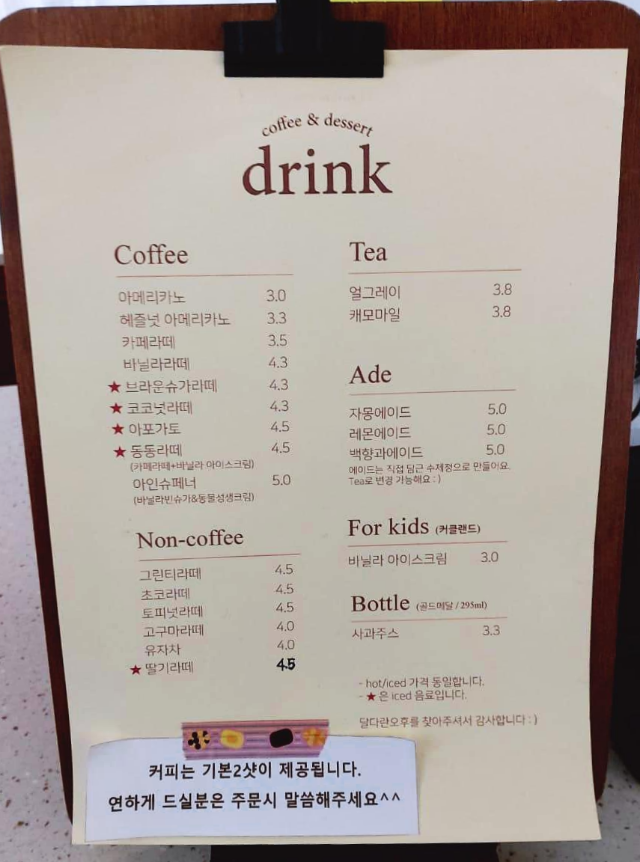 coffee & dessert
drink
Coffee
아메리카노 3.0
헤즐넛 아메리카노 3.3
카페라떼 3.5
바닐라라떼 4.3
★ 브라운슈가라떼 4.3
★ 코코넛라떼 4.3
★ 아포가토 4.5
★ 동동라떼 4.5
(카페라떼+바닐라 아이스크림)
아인슈페너 5.0
(바닐라빈슈가&동물성생크림)
Non-coffee
그린티라떼 4.5
초코라떼 4.5
토피넛라떼 4.5
고구마라떼 4.0
유자차 4.0
★ 딸기라떼 4.5
Tea
얼그레이 3.8
캐모마일 3.8
Ade
자몽에이드 5.0
레몬에이드 5.0
백향과에이드 5.0
에이드는 직접 담근 수제청으로 만들어요.
Tea로 변경 가능해요 : )
For kids (커클랜드)
바닐라 아이스크림 3.0
Bottle (골드메달 / 295ml)
사과주스 3.3
- hot/iced 가격 동일합니다.
- ★ 은 iced 음료입니다.
달다란오후를 찾아주셔서 감사합니다 : )
커피는 기본2샷이 제공됩니다.
연하게 드실분은 주문시 말씀해주세요^^